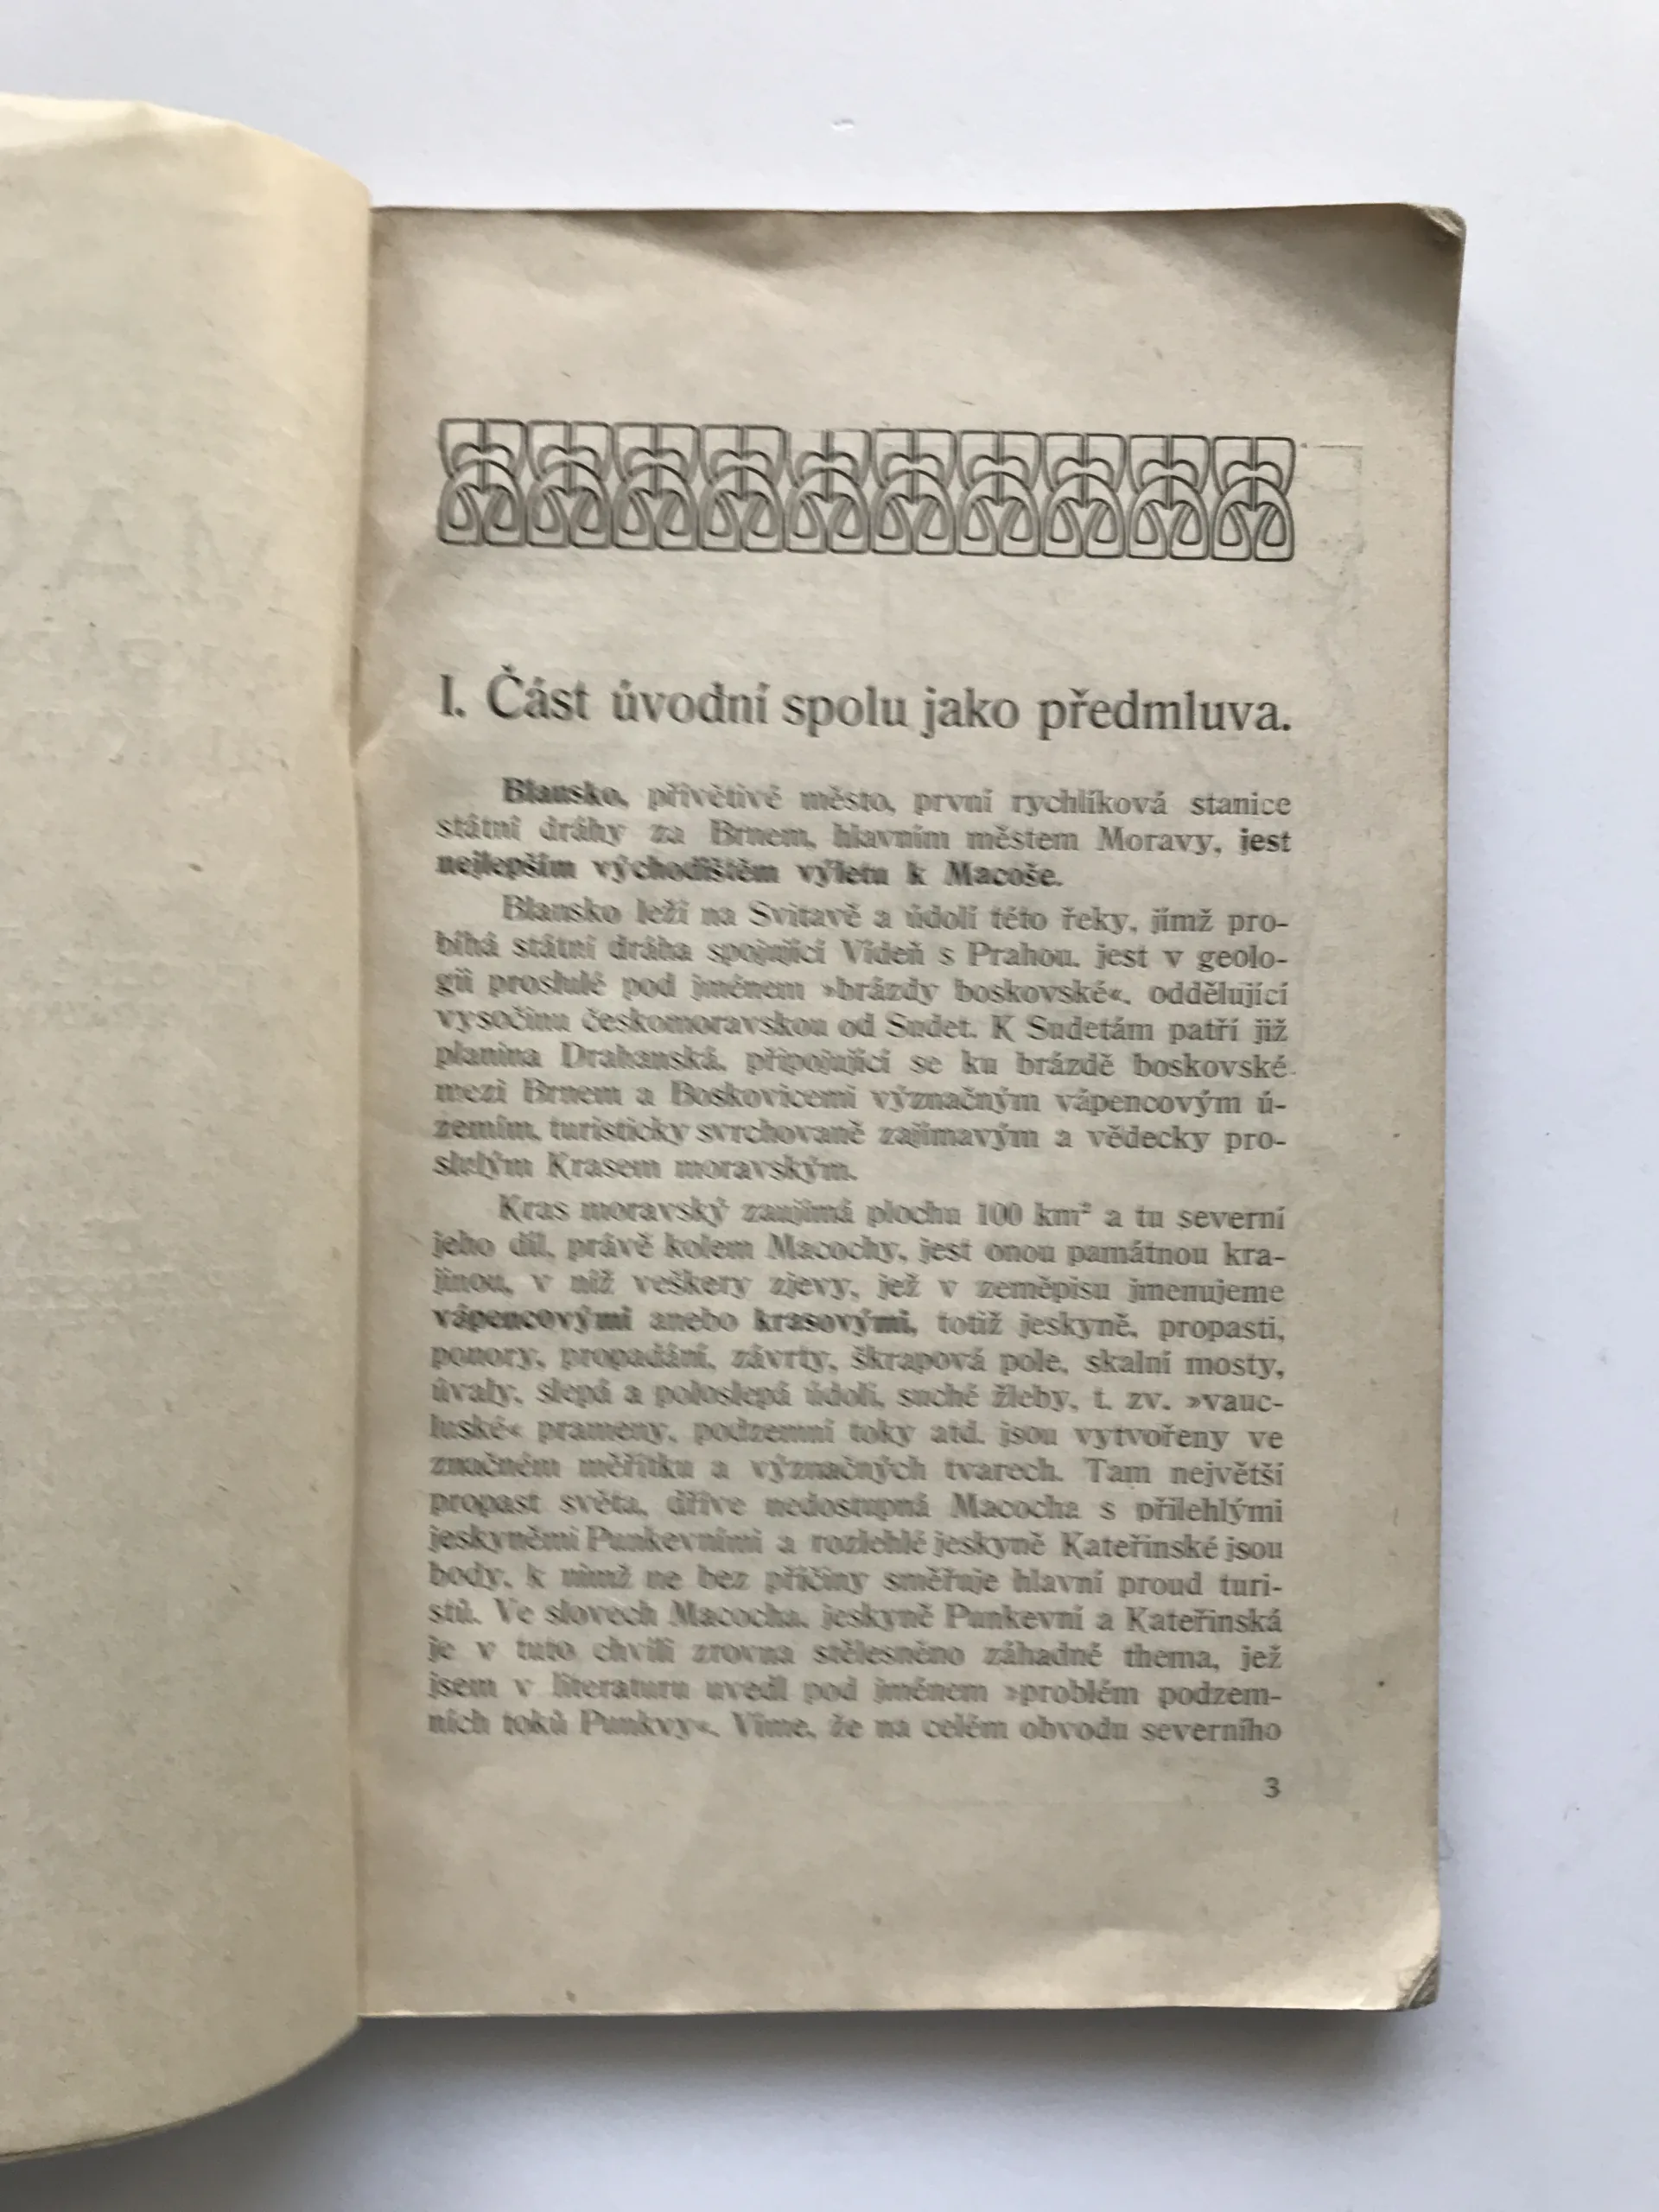 I. Část úvodní spolu jako předmluva.
Blansko, přívětivé město, první rychlíková stanice
státní dráhy za Brnem, hlavním městem Moravy, jest
nejlepším východištěm výletu k Macoše.
Blansko leží na Svitavě a údolí této řeky, jímž pro-
bíhá státní dráha spojující Vídeň s Prahou, jest v geolo-
gii proslulé pod jménem »brázdy boskovské«, oddělující
vysočinu českomoravskou od Sudet. K Sudetám patří již
planina Drahanská, připojující se ku brázdě boskovské
mezi Brnem a Boskovicemi význačným vápencovým ú-
zemím, turisticky svrchovaně zajímavým a vědecky pro-
slulým Krasem moravským.
Kras moravský zaujímá plochu 100 km² a tu severní
jeho díl, právě kolem Macochy, jest onou památnou kra-
jinou, v níž veškery zjevy, jež v zeměpisu jmenujeme
vápencovými anebo krasovými, totiž jeskyně, propasti,
ponory, propadání, závrty, škrapová pole, skalní mosty,
úvaly, slepá a poloslepá údolí, suché žleby, t. zv. »vauc-
luské« prameny, podzemní toky atd. jsou vytvořeny ve
značném měřítku a význačných tvarech. Tam největší
propast světa, dříve nedostupná Macocha s přilehlými
jeskyněmi Punkevními a rozlehlé jeskyně Kateřinské jsou
body, k nimž ne bez příčiny směřuje hlavní proud turi-
stů. Ve slovech Macocha, jeskyně Punkevní a Kateřinská
je v tuto chvíli zrovna stělesněno záhadné thema, jež
jsem v literaturu uvedl pod jménem »problém podzem-
ních toků Punkvy«. Víme, že na celém obvodu severního
3